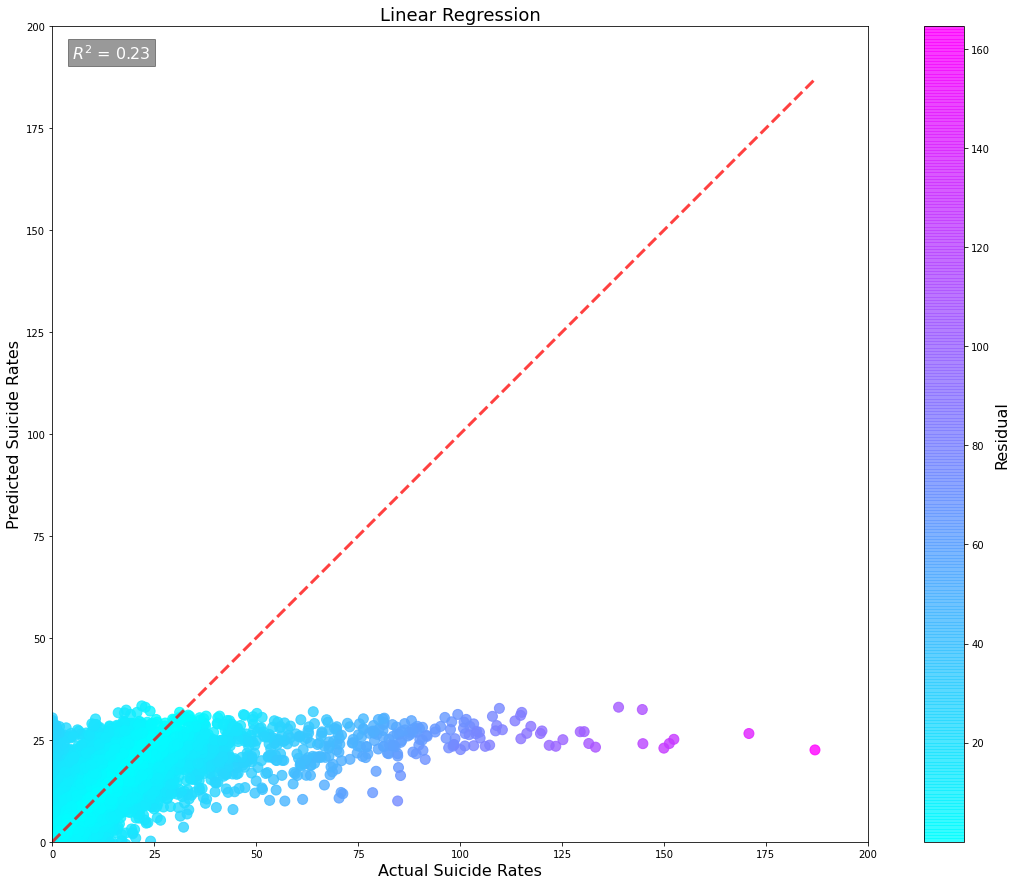 Linear Regression
R² = 0.23
200
175
150
125
100
75
50
25
0
Predicted Suicide Rates
0 25 50 75 100 125 150 175 200
Actual Suicide Rates
160
140
120
100
80
60
40
20
Residual